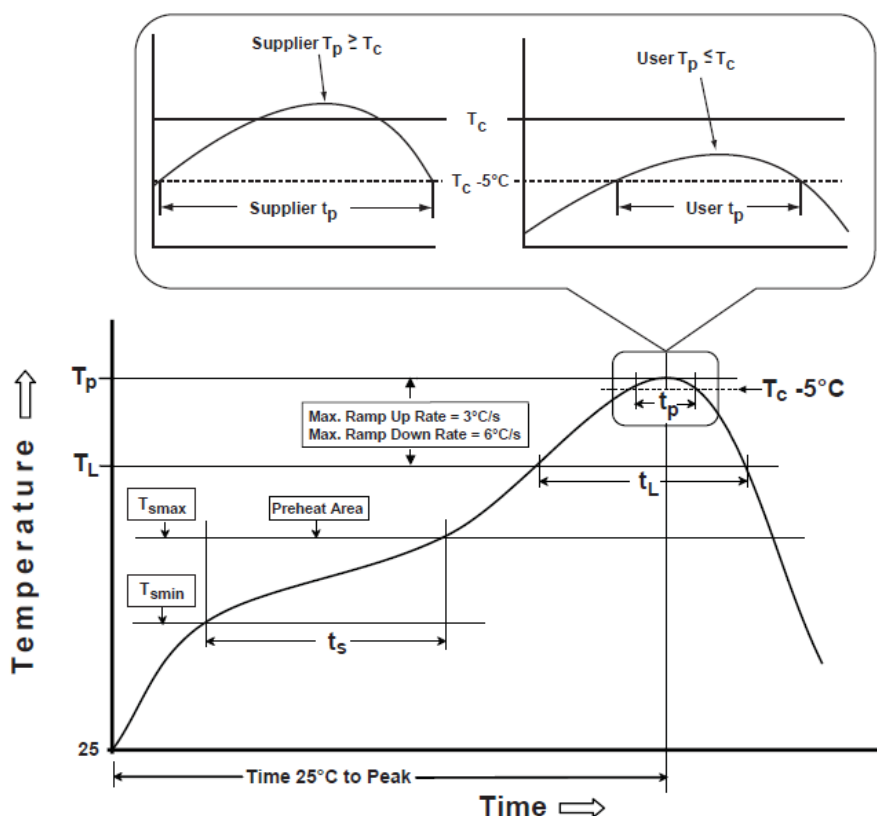 Supplier Tp ≥ Tc
User Tp ≤ Tc
Tc
Tc -5°C
Supplier tp
User tp
Tp
Tc -5°C
tp
Max. Ramp Up Rate = 3°C/s
Max. Ramp Down Rate = 6°C/s
TL
tL
Tsmax
Preheat Area
Tsmin
ts
Temperature
25
Time 25°C to Peak
Time